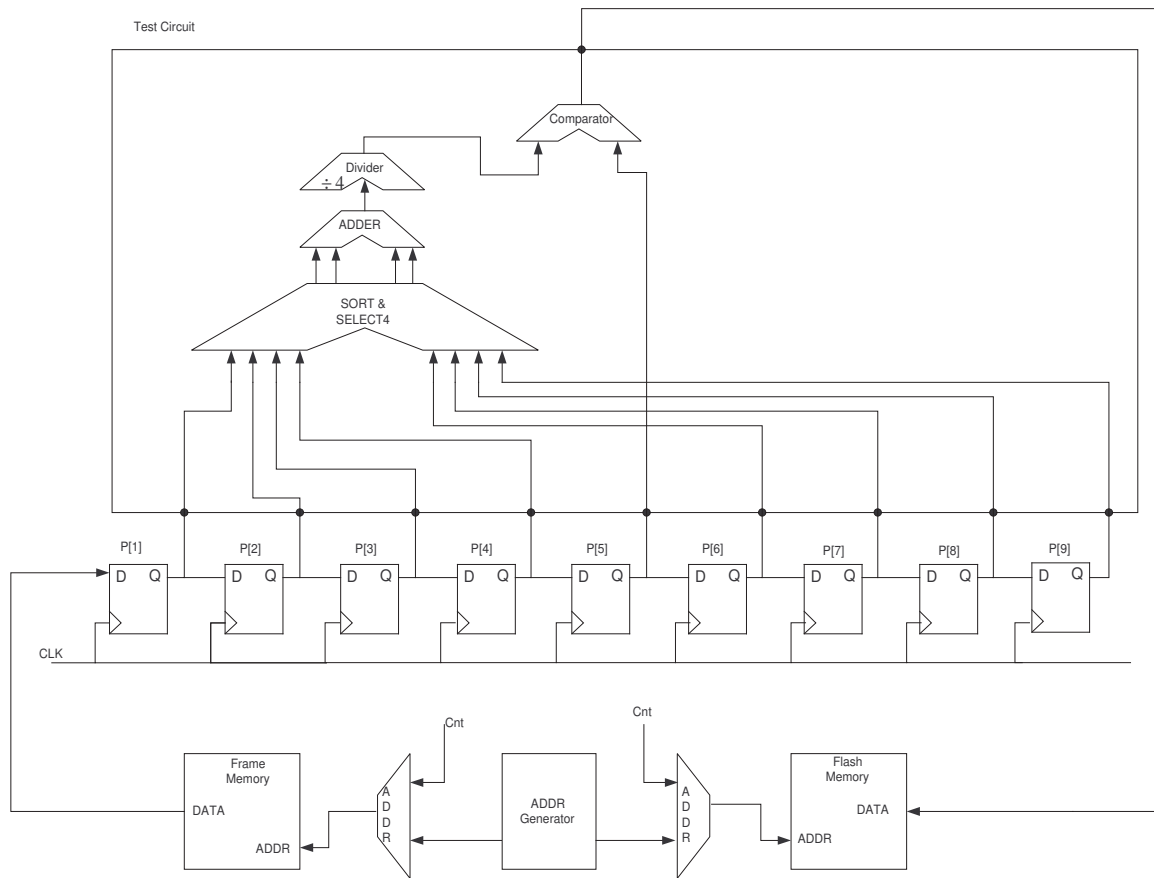 Test Circuit
Comparator
Divider
÷4
ADDER
SORT &
SELECT4
P[1]
P[2]
P[3]
P[4]
P[5]
P[6]
P[7]
P[8]
P[9]
D Q
D Q
D Q
D Q
D Q
D Q
D Q
D Q
D Q
CLK
Cnt
Cnt
Frame
Memory
DATA
ADDR
A
D
D
R
ADDR
Generator
A
D
D
R
Flash
Memory
DATA
ADDR